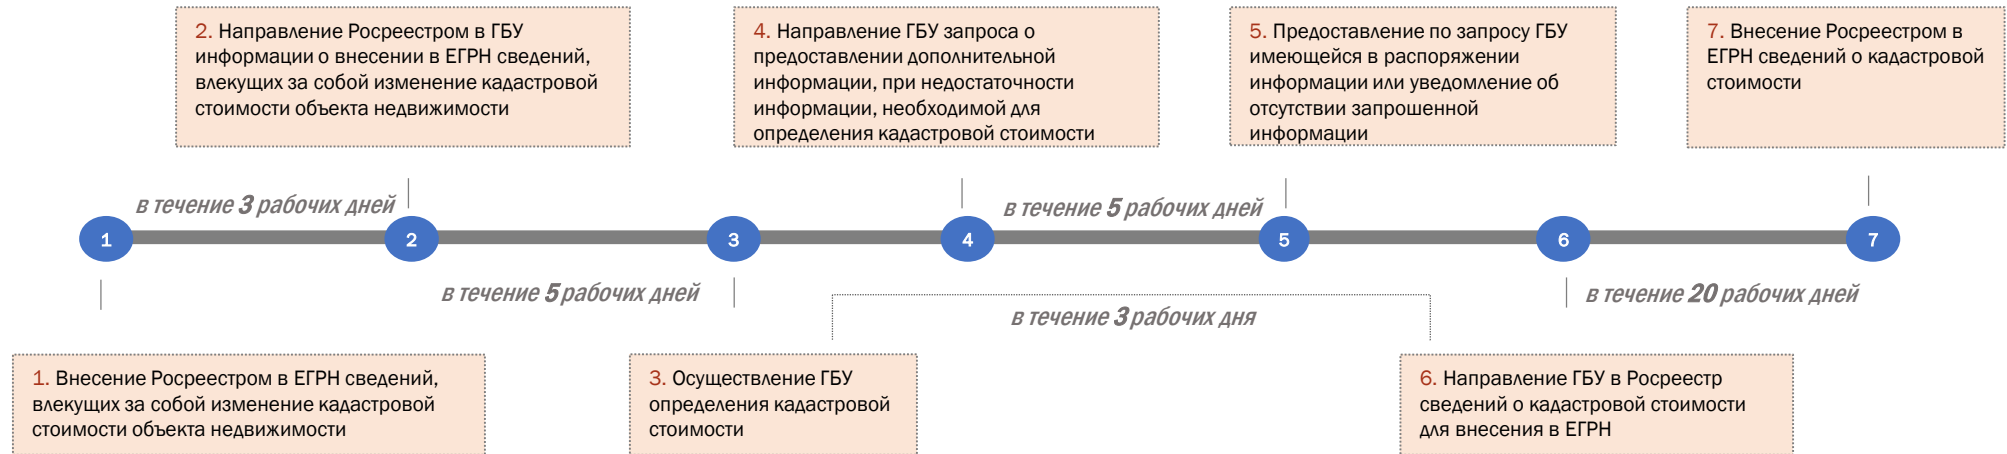 2. Направление Росреестром в ГБУ
информации о внесении в ЕГРН сведений,
влекущих за собой изменение кадастровой
стоимости объекта недвижимости
4. Направление ГБУ запроса о
предоставлении дополнительной
информации, при недостаточности
информации, необходимой для
определения кадастровой стоимости
5. Предоставление по запросу ГБУ
имеющейся в распоряжении
информации или уведомление об
отсутствии запрошенной
информации
7. Внесение Росреестром в
ЕГРН сведений о кадастровой
стоимости
в течение 3 рабочих дней
в течение 5 рабочих дней
1
2
3
4
5
6
7
в течение 5 рабочих дней
в течение 3 рабочих дня
в течение 20 рабочих дней
1. Внесение Росреестром в ЕГРН сведений,
влекущих за собой изменение кадастровой
стоимости объекта недвижимости
3. Осуществление ГБУ
определения кадастровой
стоимости
6. Направление ГБУ в Росреестр
сведений о кадастровой стоимости
для внесения в ЕГРН